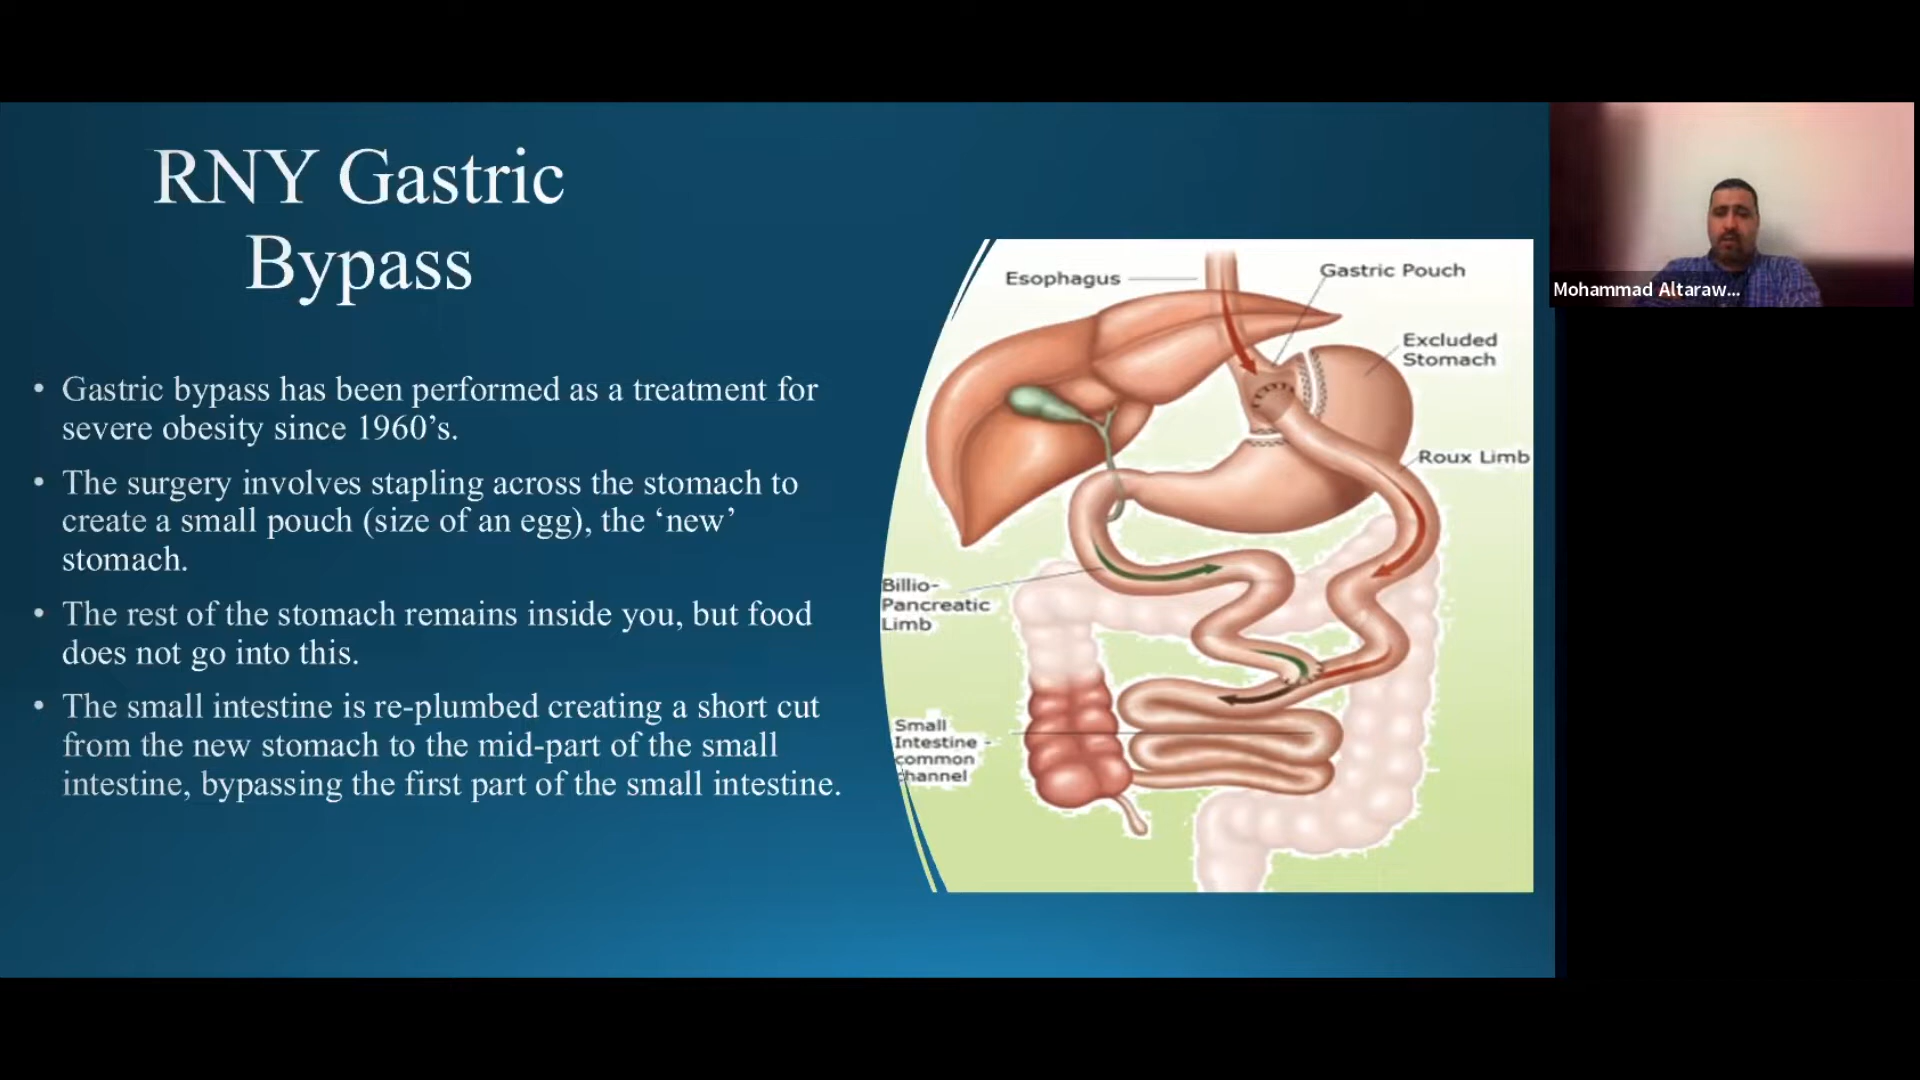 RNY Gastric
Bypass
• Gastric bypass has been performed as a treatment for
severe obesity since 1960’s.
• The surgery involves stapling across the stomach to
create a small pouch (size of an egg), the ‘new’
stomach.
• The rest of the stomach remains inside you, but food
does not go into this.
• The small intestine is re-plumbed creating a short cut
from the new stomach to the mid-part of the small
intestine, bypassing the first part of the small intestine.
Esophagus
Gastric Pouch
Excluded
Stomach
Roux Limb
Billio-
Pancreatic
Limb
Small
Intestine -
common
channel
Mohammad Altaraw...